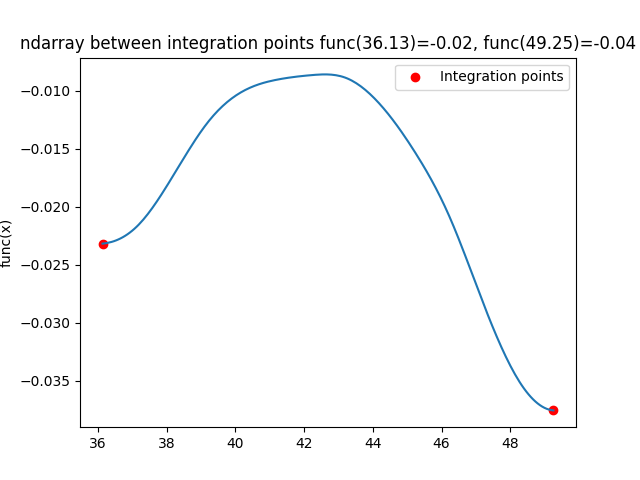 ndarray between integration points func(36.13)=-0.02, func(49.25)=-0.04
Integration points
func(x)
−0.010
−0.015
−0.020
−0.025
−0.030
−0.035
36 38 40 42 44 46 48